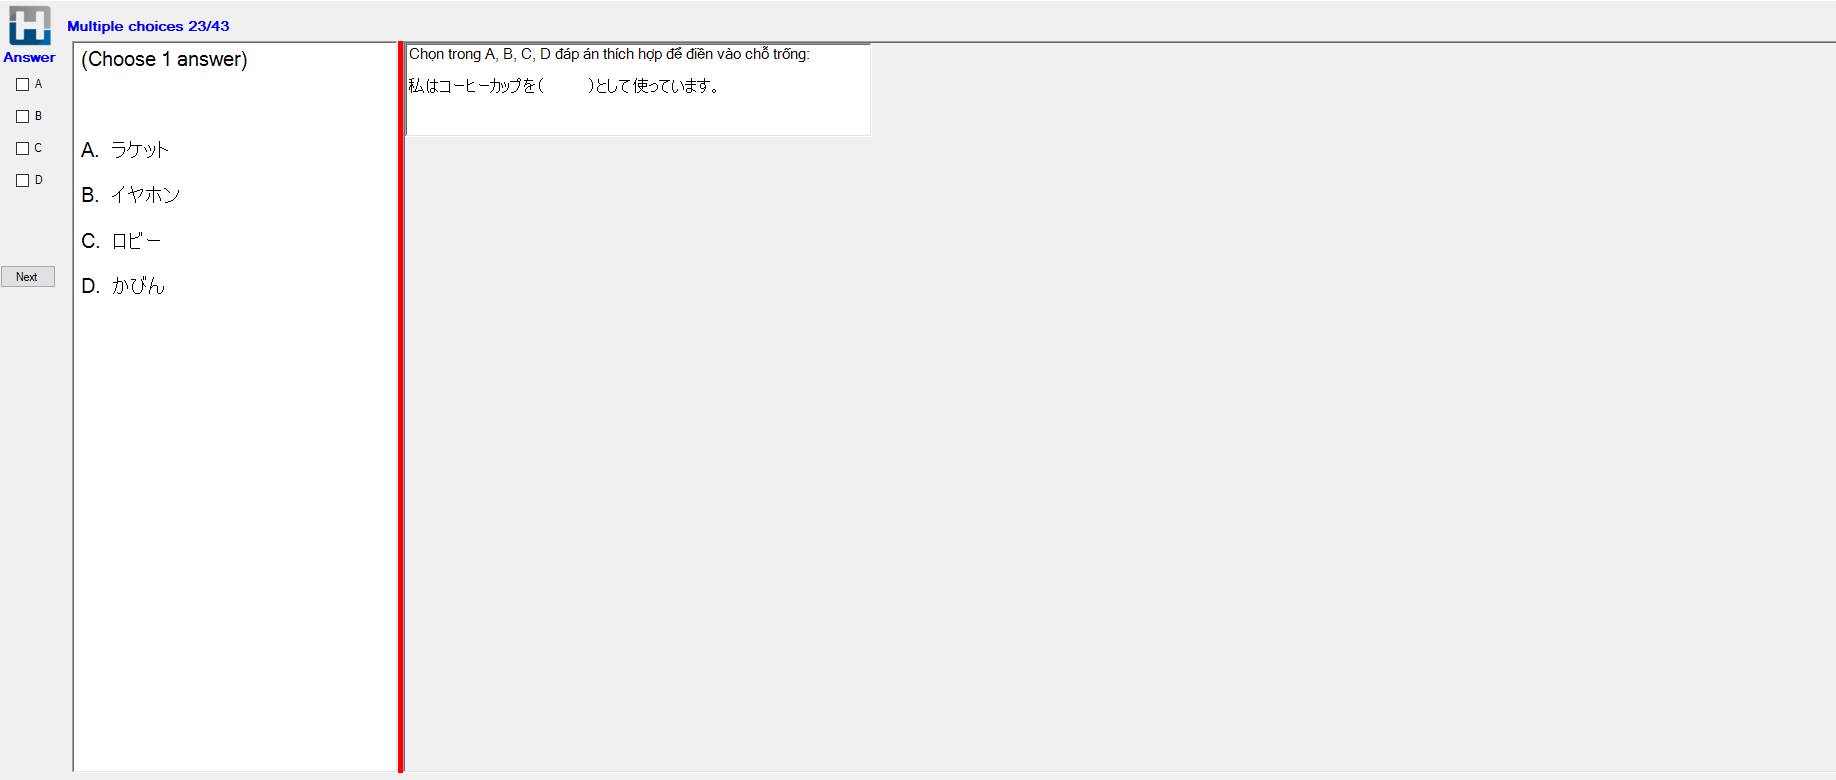 Multiple choices 23/43
Answer
A
B
C
D
Next
(Choose 1 answer)
A. ラケット
B. イヤホン
C. ロビー
D. かびん
Chọn trong A, B, C, D đáp án thích hợp để điền vào chỗ trống:
私はコーヒーカップを(　　　)として使っています。